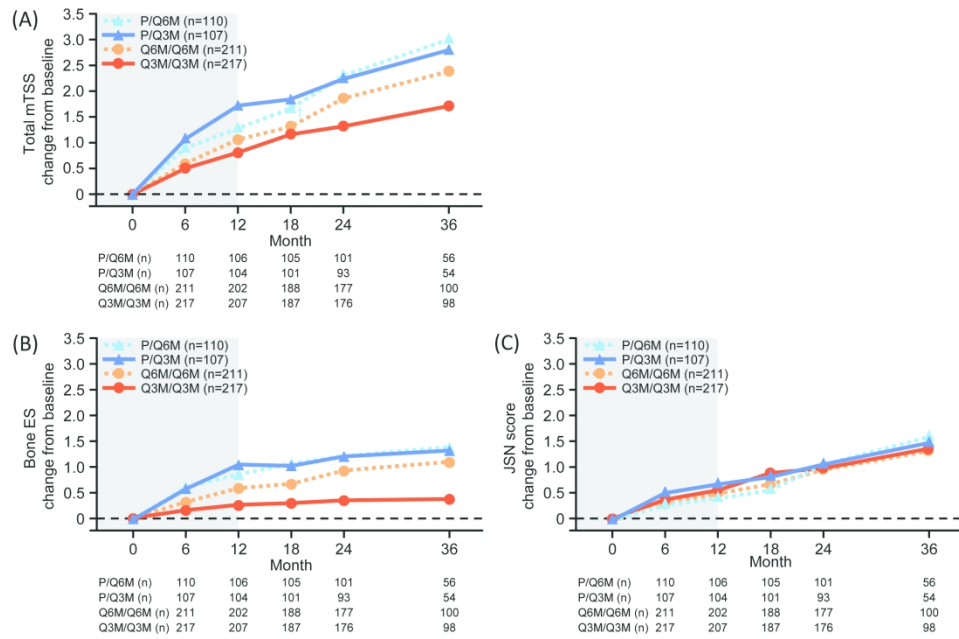 (A)
P/Q6M (n=110)
P/Q3M (n=107)
Q6M/Q6M (n=211)
Q3M/Q3M (n=217)
Total mTSS
change from baseline
3.5
3.0
2.5
2.0
1.5
1.0
0.5
0
0 6 12 18 24 36
Month
P/Q6M (n) 110 106 105 101 56
P/Q3M (n) 107 104 101 93 54
Q6M/Q6M (n) 211 202 188 177 100
Q3M/Q3M (n) 217 207 187 176 98
(B)
P/Q6M (n=110)
P/Q3M (n=107)
Q6M/Q6M (n=211)
Q3M/Q3M (n=217)
Bone ES
change from baseline
3.5
3.0
2.5
2.0
1.5
1.0
0.5
0
0 6 12 18 24 36
Month
P/Q6M (n) 110 106 105 101 56
P/Q3M (n) 107 104 101 93 54
Q6M/Q6M (n) 211 202 188 177 100
Q3M/Q3M (n) 217 207 187 176 98
(C)
P/Q6M (n=110)
P/Q3M (n=107)
Q6M/Q6M (n=211)
Q3M/Q3M (n=217)
JSN score
change from baseline
3.5
3.0
2.5
2.0
1.5
1.0
0.5
0
0 6 12 18 24 36
Month
P/Q6M (n) 110 106 105 101 56
P/Q3M (n) 107 104 101 93 54
Q6M/Q6M (n) 211 202 188 177 100
Q3M/Q3M (n) 217 207 187 176 98